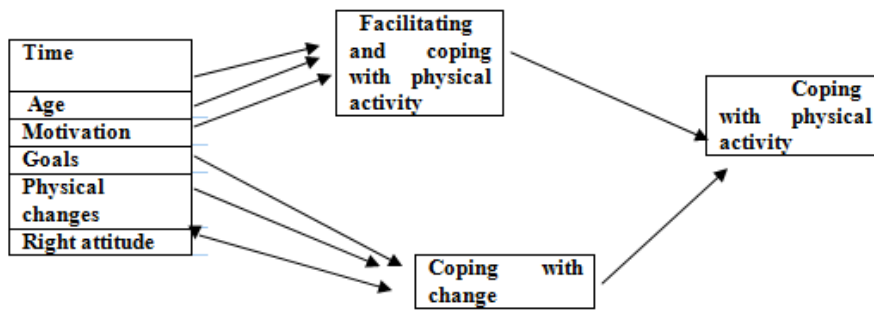 Time
Age
Motivation
Goals
Physical
changes
Right attitude
Facilitating
and coping
with physical
activity
Coping with
change
Coping
with physical
activity